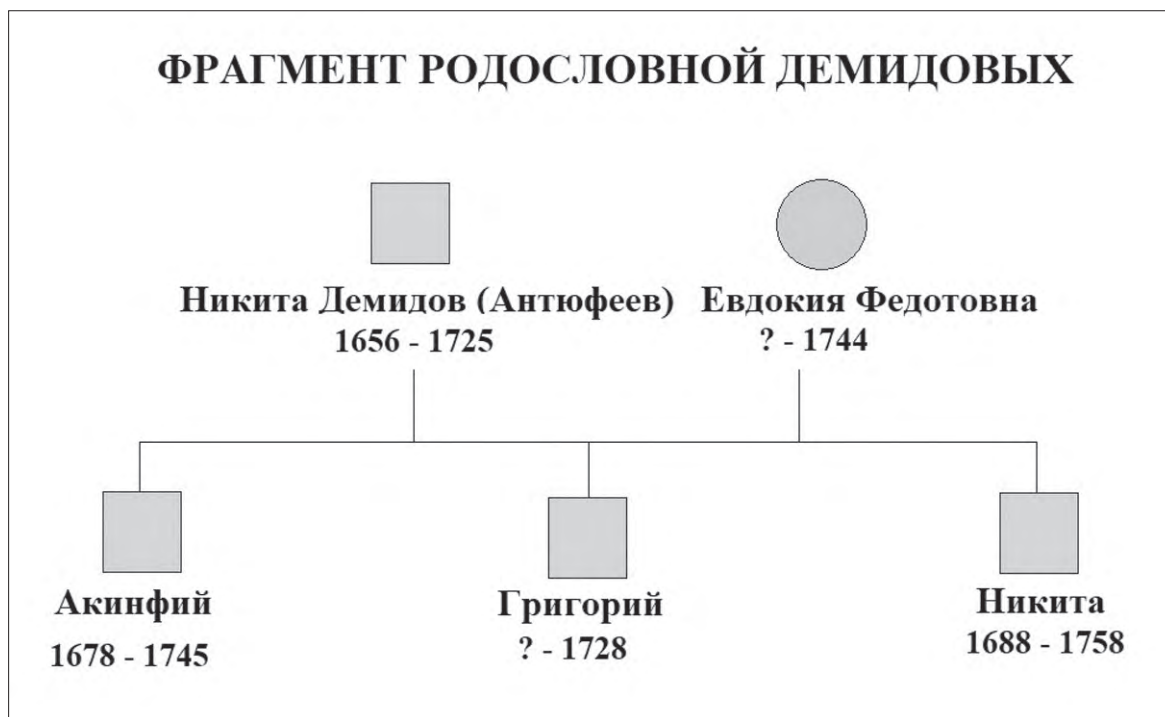 ФРАГМЕНТ РОДОСЛОВНОЙ ДЕМИДОВЫХ
Никита Демидов (Антюфеев)
1656 - 1725
Евдокия Федотовна
? - 1744
Акинфий
1678 - 1745
Григорий
? - 1728
Никита
1688 - 1758